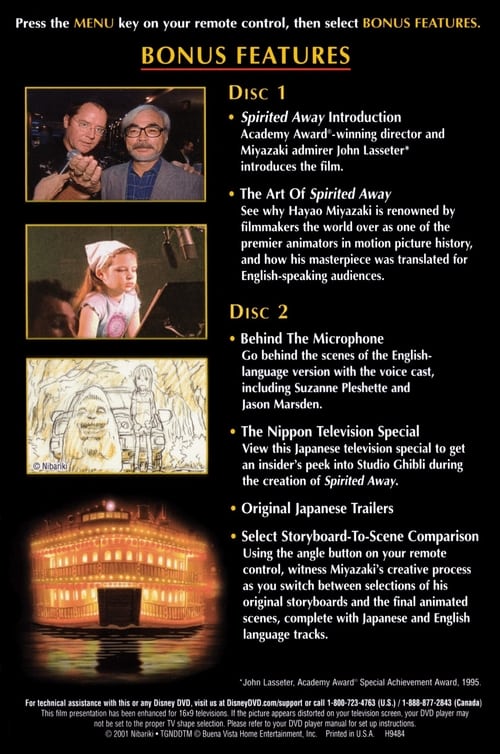 Press the MENU key on your remote control, then select BONUS FEATURES.
BONUS FEATURES
DISC 1
• Spirited Away Introduction
Academy Award®-winning director and
Miyazaki admirer John Lasseter*
introduces the film.
• The Art Of Spirited Away
See why Hayao Miyazaki is renowned by
filmmakers the world over as one of the
premier animators in motion picture history,
and how his masterpiece was translated for
English-speaking audiences.
DISC 2
• Behind The Microphone
Go behind the scenes of the English-
language version with the voice cast,
including Suzanne Pleshette and
Jason Marsden.
• The Nippon Television Special
View this Japanese television special to get
an insider's peek into Studio Ghibli during
the creation of Spirited Away.
© Nibariki
• Original Japanese Trailers
• Select Storyboard-To-Scene Comparison
Using the angle button on your remote
control, witness Miyazaki's creative process
as you switch between selections of his
original storyboards and the final animated
scenes, complete with Japanese and English
language tracks.
*John Lasseter, Academy Award® Special Achievement Award, 1995.
For technical assistance with this or any Disney DVD, visit us at DisneyDVD.com/support or call 1-800-723-4763 (U.S.) / 1-888-877-2843 (Canada)
This film presentation has been enhanced for 16x9 televisions. If the picture appears distorted on your television screen, your DVD player may
not be set to the proper TV shape selection. Please refer to your DVD player manual for set up instructions.
© 2001 Nibariki • TGNDDTM © Buena Vista Home Entertainment, Inc. Printed in U.S.A. H9484